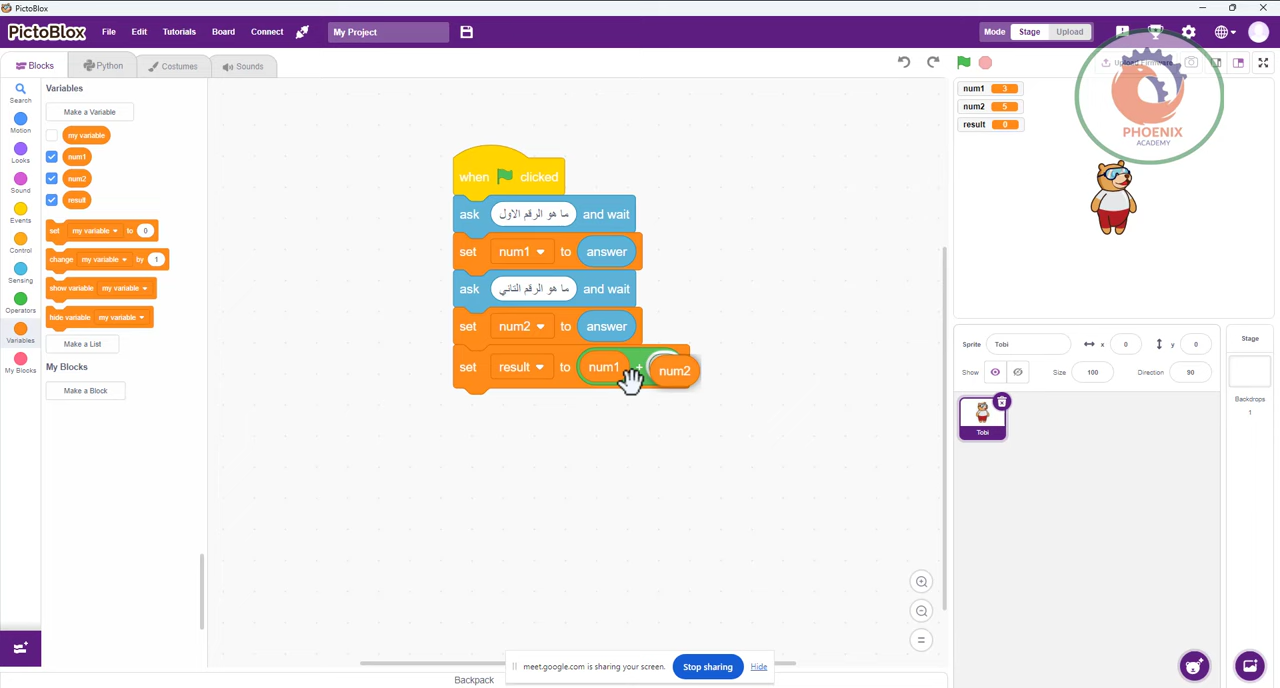 PictoBlox
PictoBlox File Edit Tutorials Board Connect My Project Mode Stage Upload
Blocks Python Costumes Sounds Upload Firmware
Search
Motion
Looks
Sound
Events
Control
Sensing
Operators
Variables
My Blocks
Variables
Make a Variable
my variable
num1
num2
result
set my variable to 0
change my variable by 1
show variable my variable
hide variable my variable
Make a List
My Blocks
Make a Block
when clicked
ask ما هو الرقم الاول and wait
set num1 to answer
ask ما هو الرقم التاني and wait
set num2 to answer
set result to num1 + num2
num1 3
num2 5
result 0
PHOENIX
ACADEMY
Sprite Tobi x 0 y 0
Show Size 100 Direction 90
Tobi
Stage
Backdrops
1
meet.google.com is sharing your screen. Stop sharing Hide
Backpack